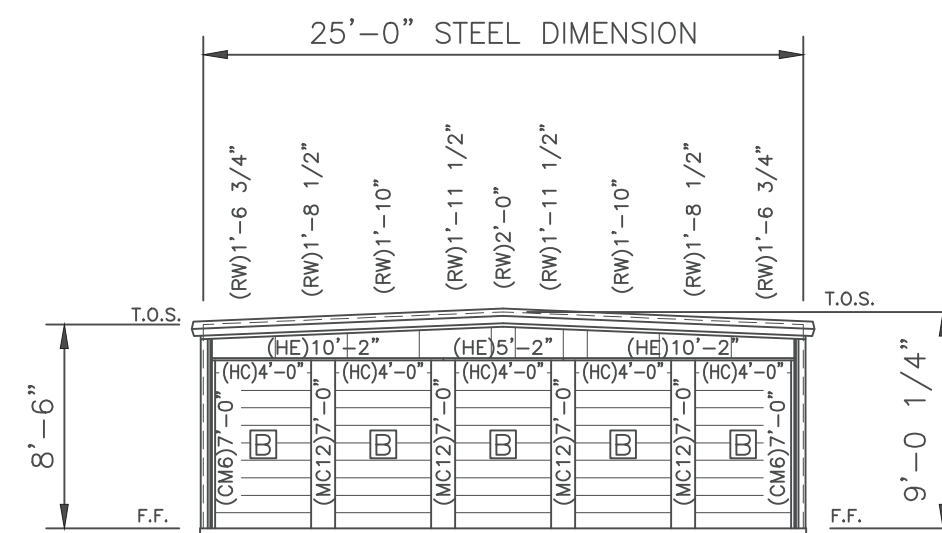 25'-0" STEEL DIMENSION
(RW)1'-6 3/4"
(RW)1'-8 1/2"
(RW)1'-10"
(RW)1'-11 1/2"
(RW)2'-0"
(RW)1'-11 1/2"
(RW)1'-10"
(RW)1'-8 1/2"
(RW)1'-6 3/4"
T.O.S.
T.O.S.
(HE)10'-2"
(HE)5'-2"
(HE)10'-2"
(HC)4'-0"
(HC)4'-0"
(HC)4'-0"
(HC)4'-0"
(HC)4'-0"
8'-6"
(CM6)7'-0"
B
(MC12)7'-0"
B
(MC12)7'-0"
B
(MC12)7'-0"
B
(MC12)7'-0"
B
(CM6)7'-0"
9'-0 1/4"
F.F.
F.F.